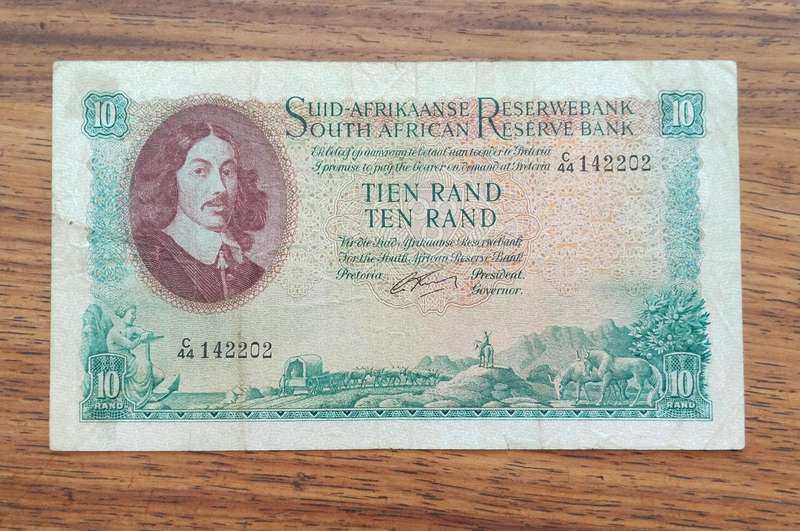 10
10
SUID-AFRIKAANSE RESERWEBANK
SOUTH AFRICAN RESERVE BANK
Ek beloof op aanvraag te betaal aan toonder te Pretoria
I promise to pay the bearer on demand at Pretoria
C/44 142202
TIEN RAND
TEN RAND
Vir die Suid-Afrikaanse Reserwebank
For the South African Reserve Bank
Pretoria President.
Governor.
C/44 142202
10
RAND
10
RAND